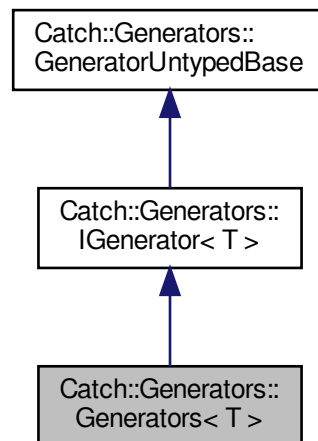 Catch::Generators::
GeneratorUntypedBase
Catch::Generators::
IGenerator< T >
Catch::Generators::
Generators< T >